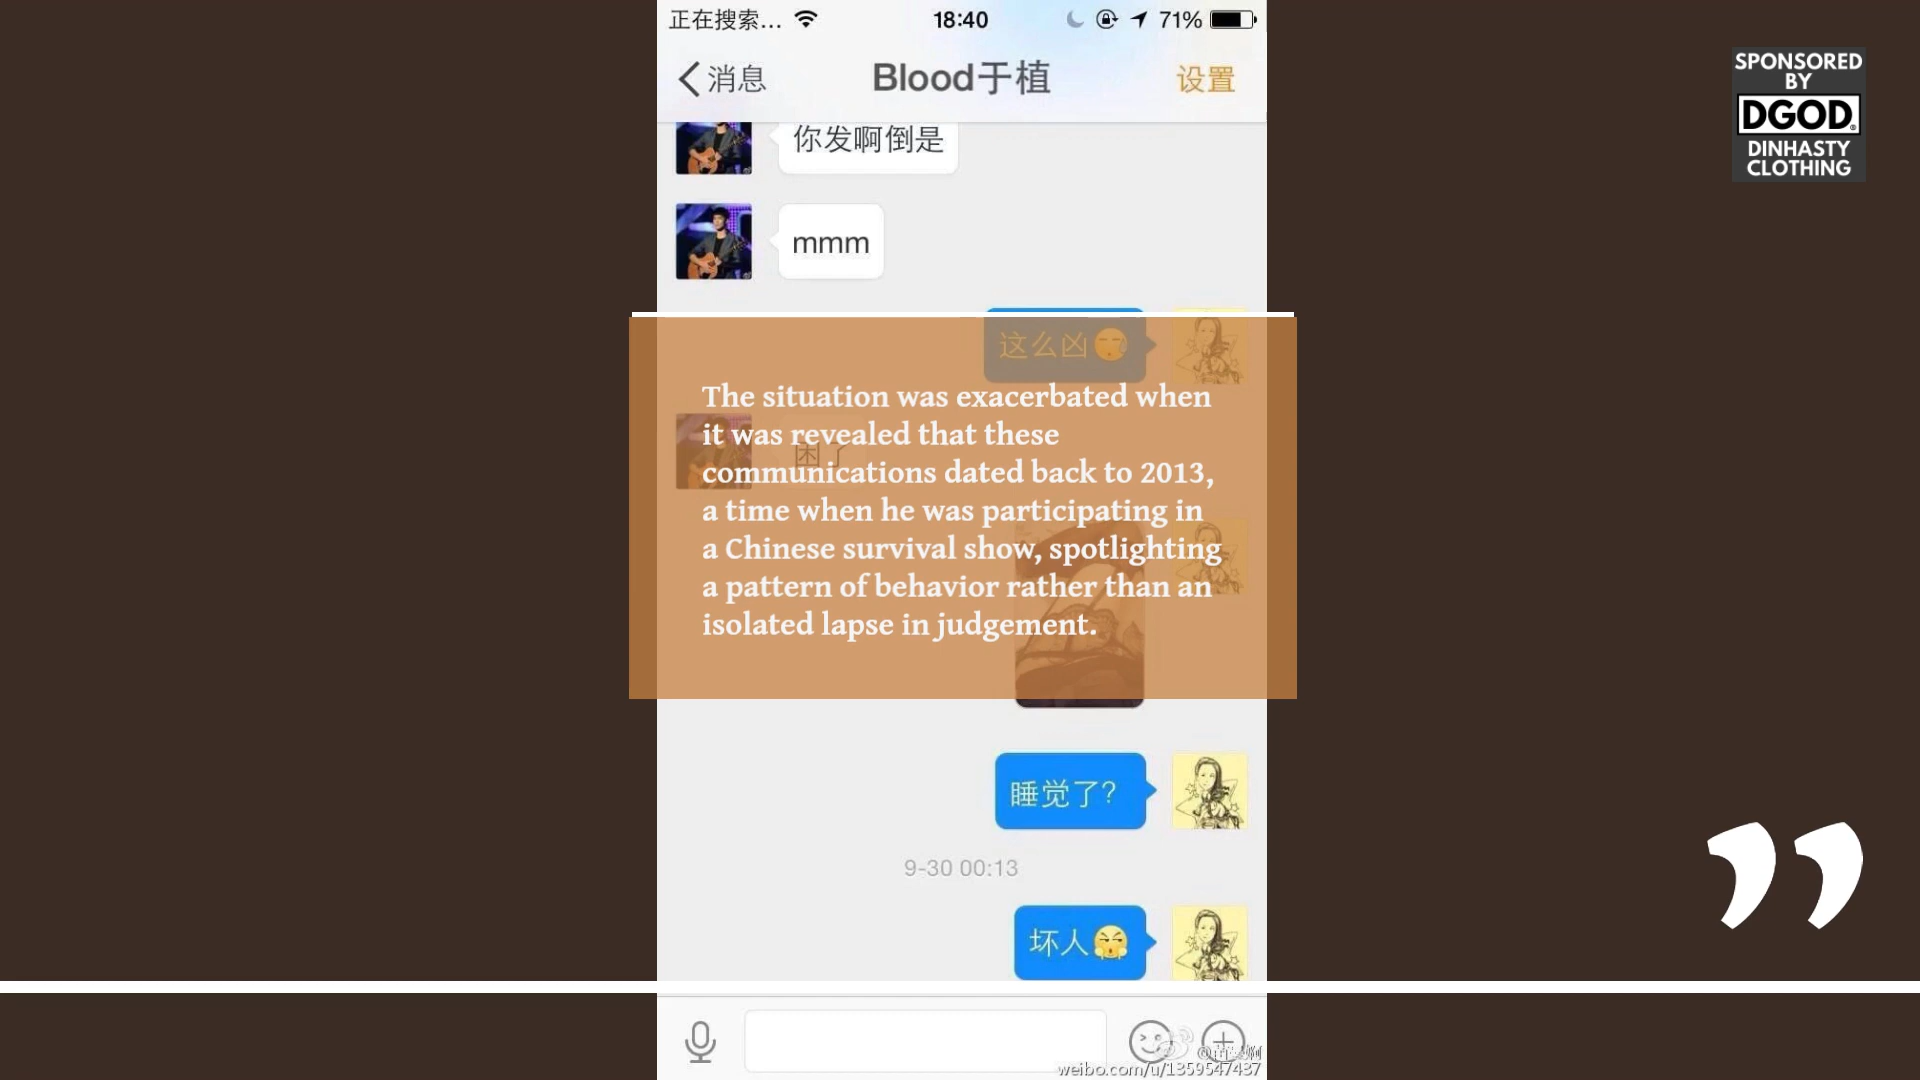 正在搜索... 18:40 71%
消息 Blood于植 设置
SPONSORED
BY
DGOD.
DINHASTY
CLOTHING
你发啊倒是
mmm
这么凶
困了
The situation was exacerbated when
it was revealed that these
communications dated back to 2013,
a time when he was participating in
a Chinese survival show, spotlighting
a pattern of behavior rather than an
isolated lapse in judgement.
睡觉了?
9-30 00:13
坏人
”
weibo.com/u/1359547437